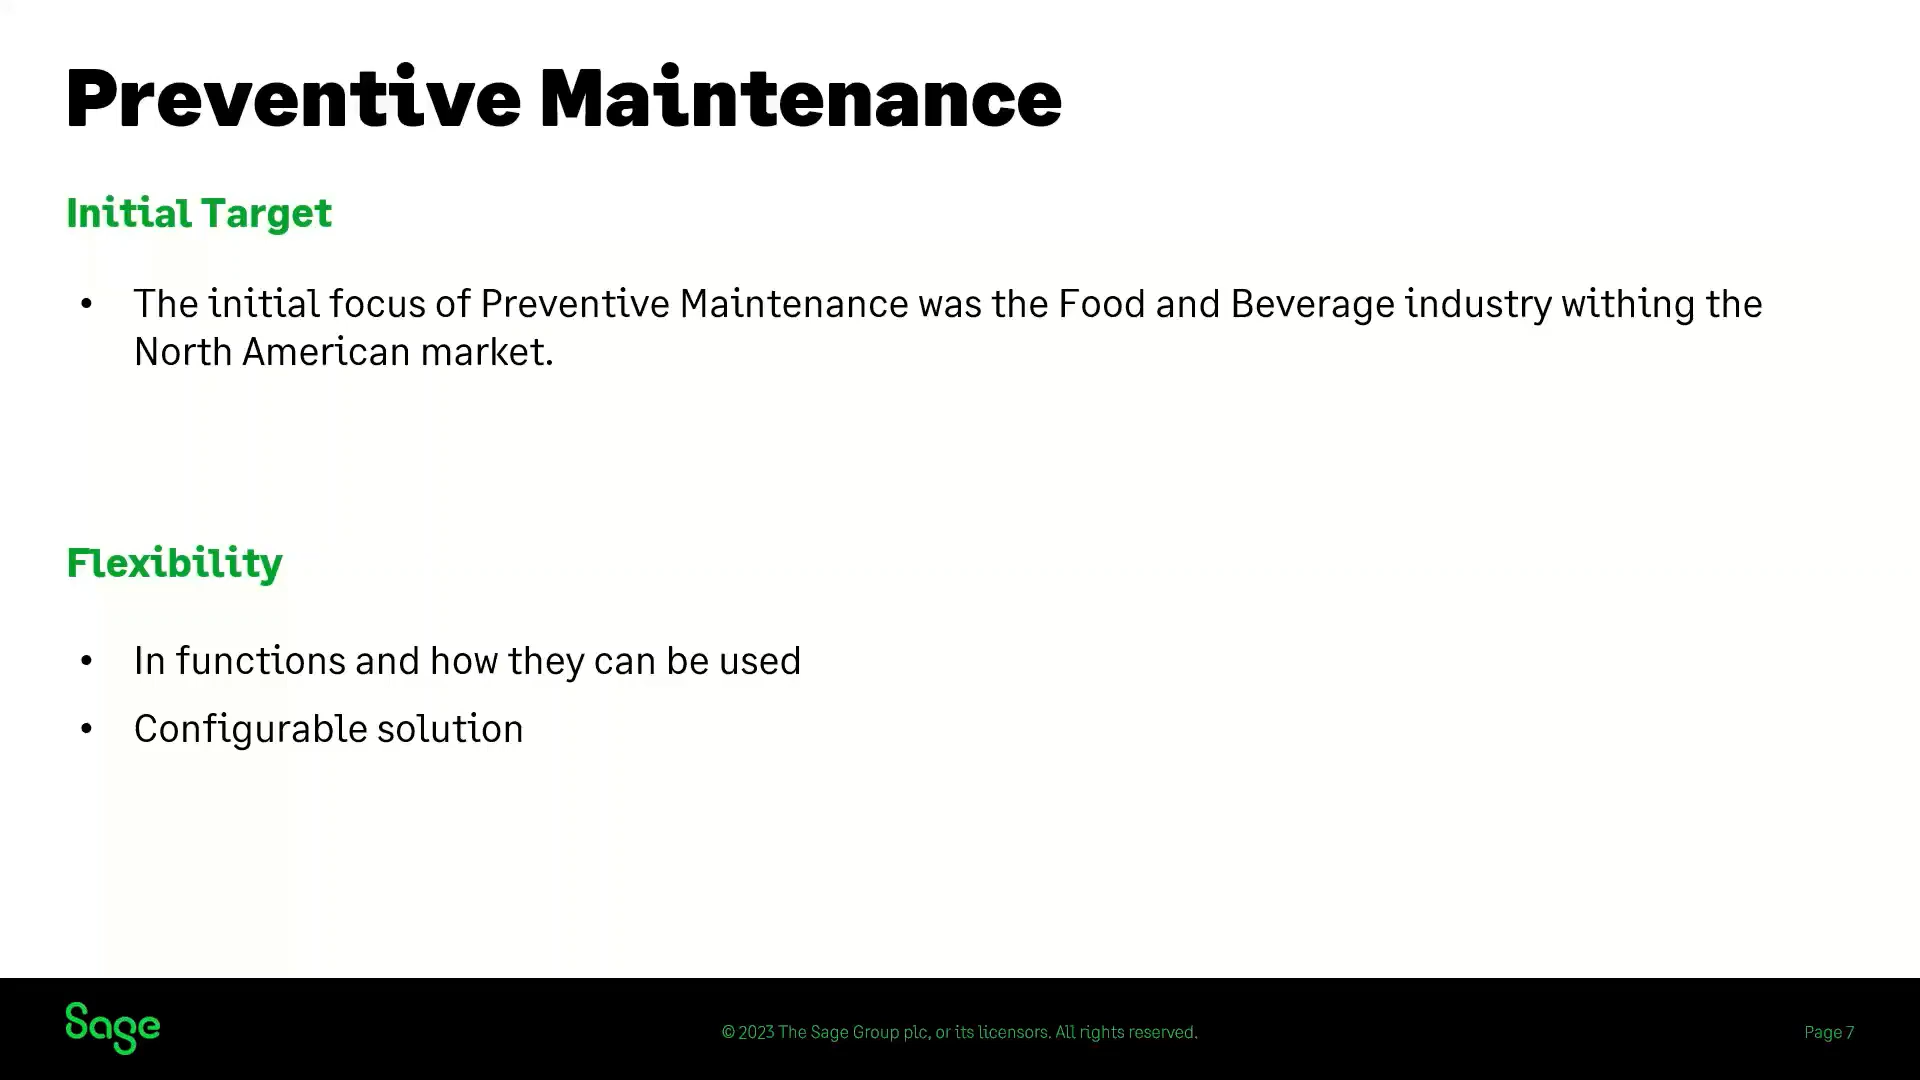 Preventive Maintenance
Initial Target
• The initial focus of Preventive Maintenance was the Food and Beverage industry withing the
North American market.
Flexibility
• In functions and how they can be used
• Configurable solution
Sage
© 2023 The Sage Group plc, or its licensors. All rights reserved.
Page 7